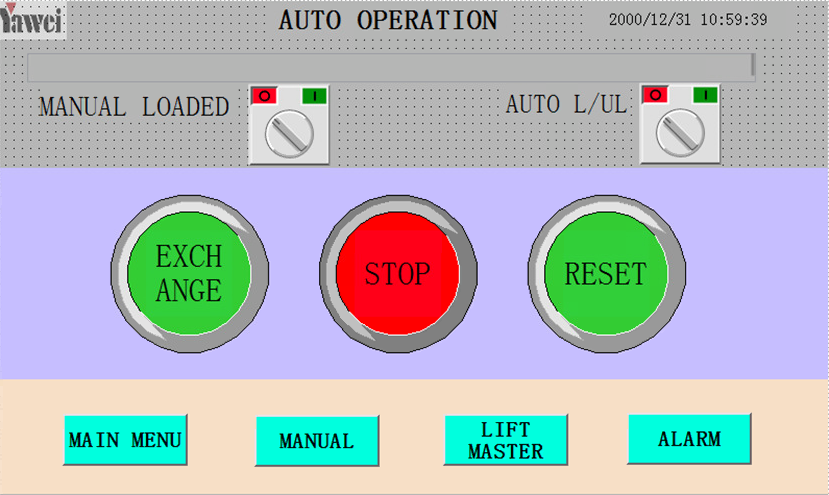 Yawei
AUTO OPERATION
2000/12/31 10:59:39
MANUAL LOADED
O I
AUTO L/UL
O I
EXCH
ANGE
STOP
RESET
MAIN MENU
MANUAL
LIFT
MASTER
ALARM